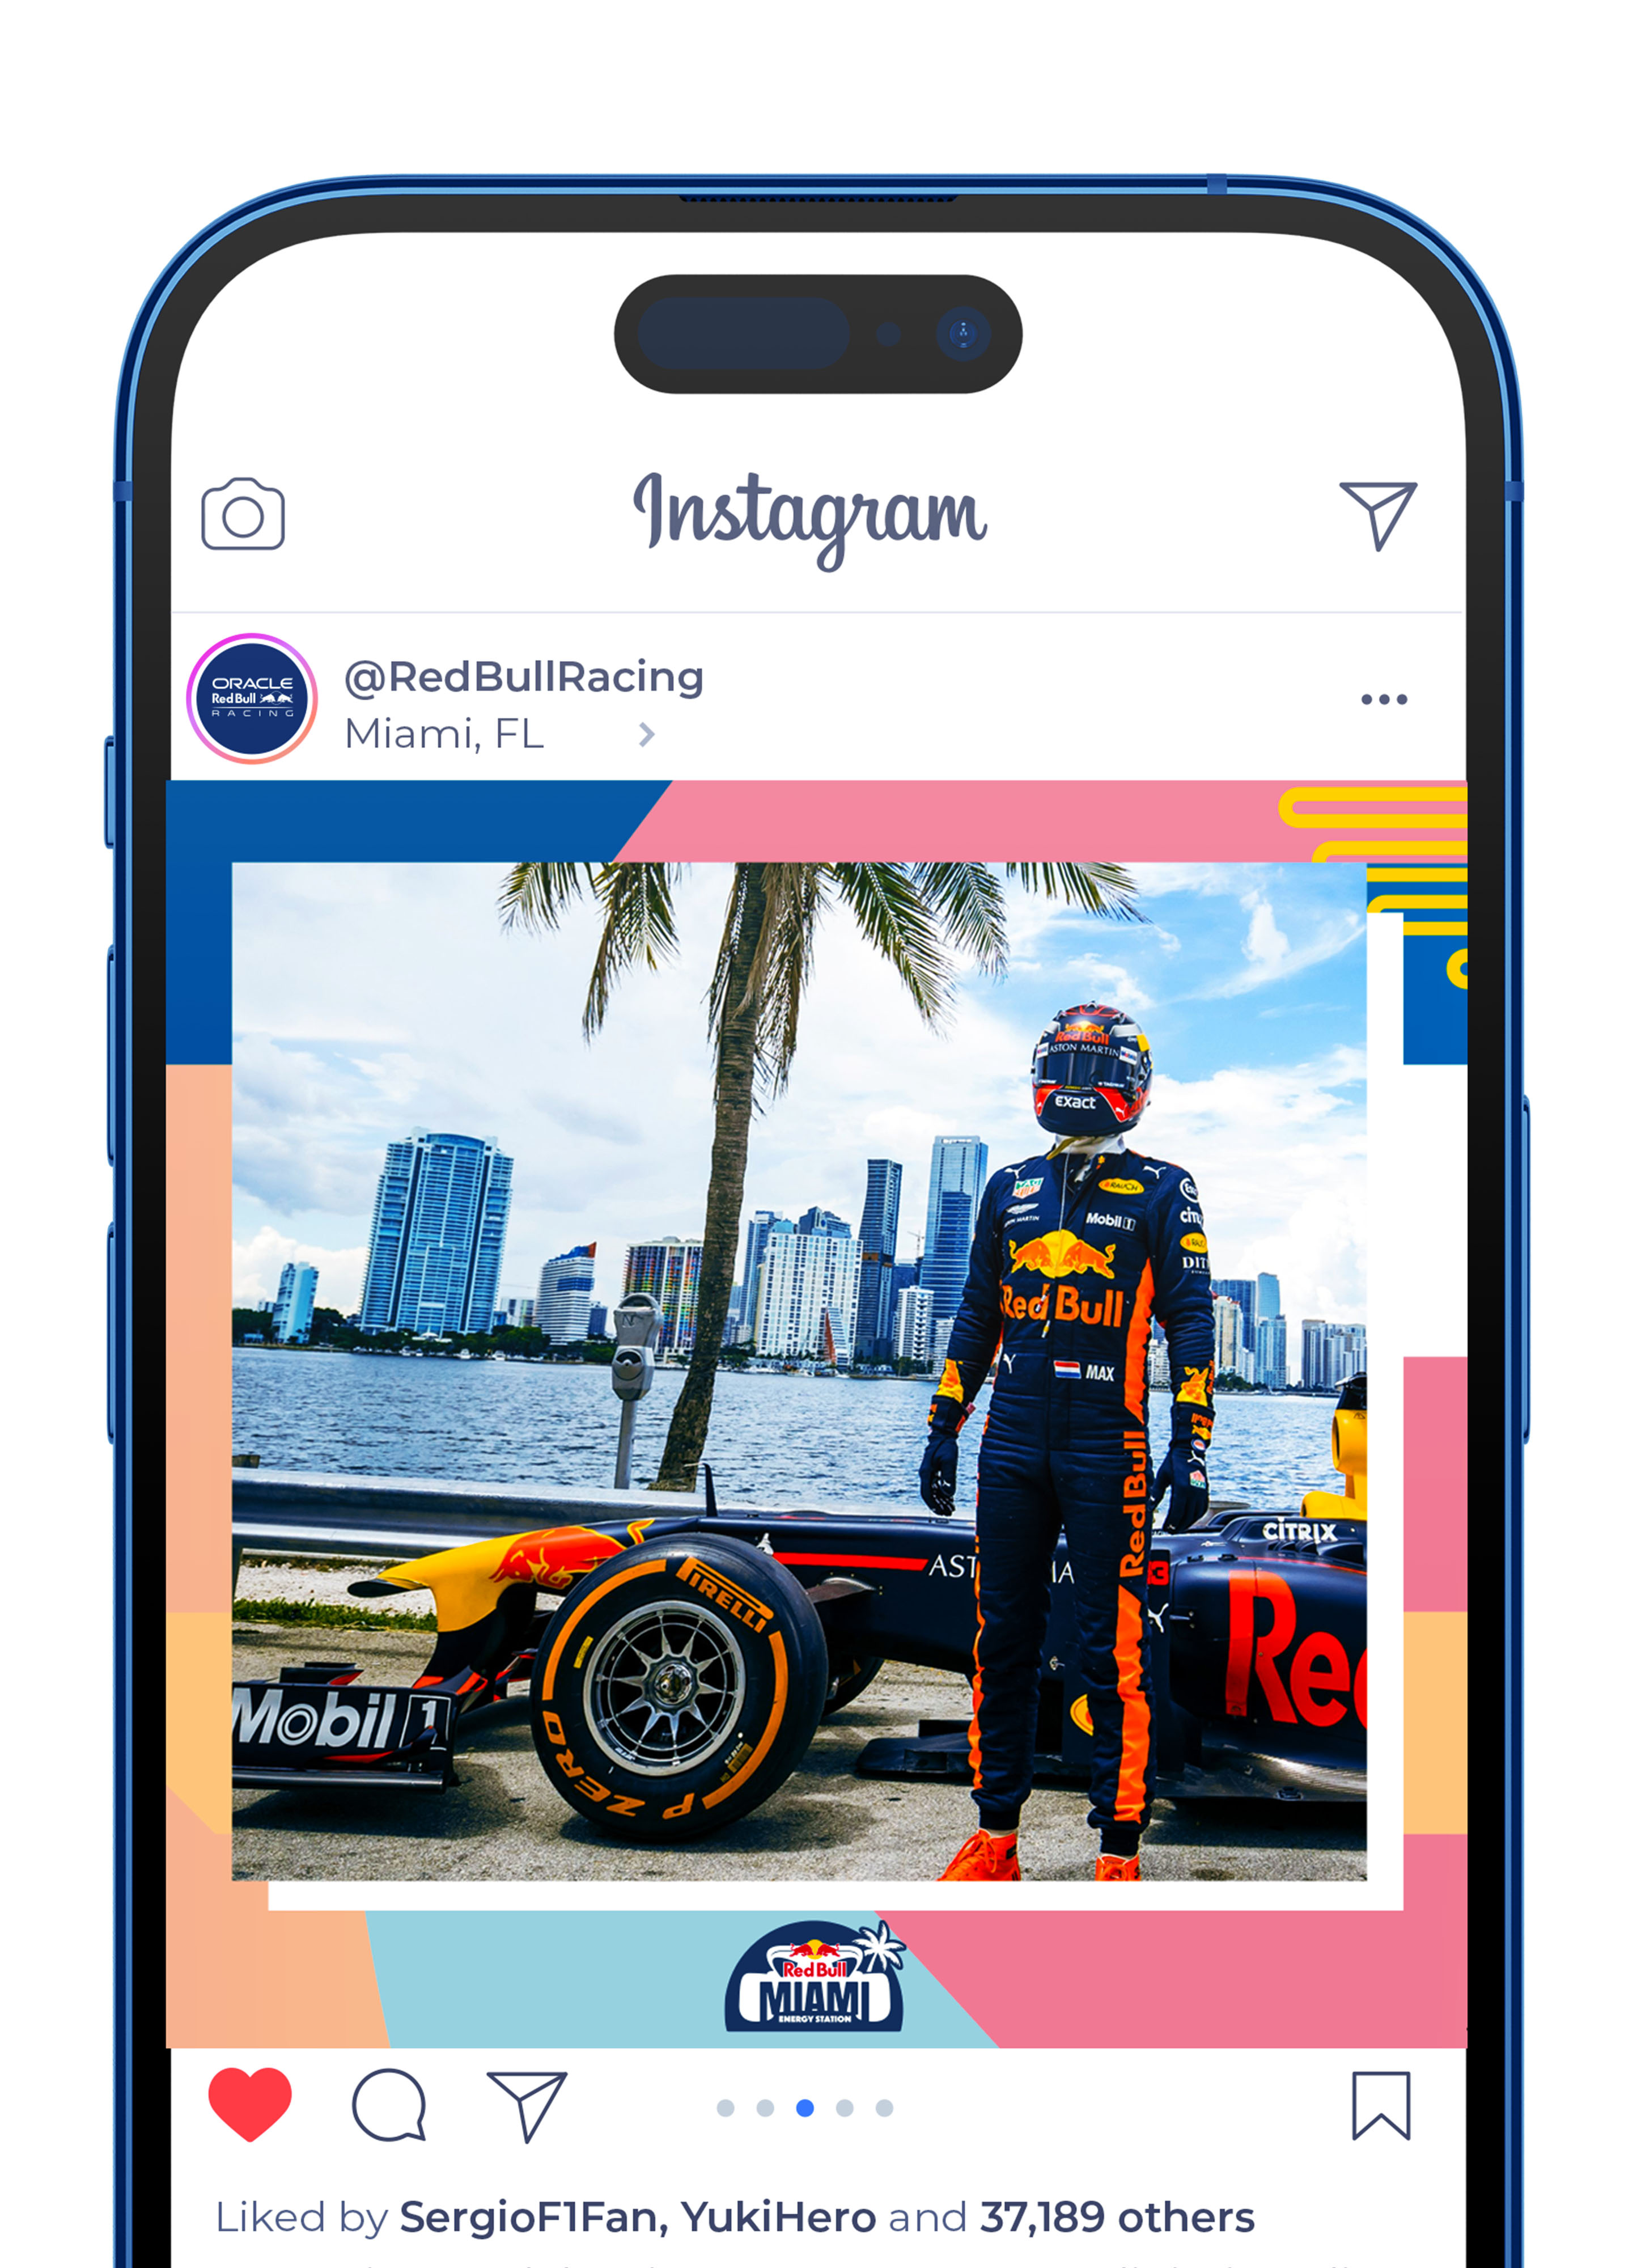 Instagram
ORACLE
Red Bull
RACING
@RedBullRacing
Miami, FL
Red Bull
ASTON MARTIN
EXACT
RAUCH
Mobil 1
Red Bull
MAX
Red Bull
CITRIX
AST
PIRELLI
P ZERO
Mobil 1
Red
Red Bull
MIAMI
ENERGY STATION
Liked by SergioF1Fan, YukiHero and 37,189 others